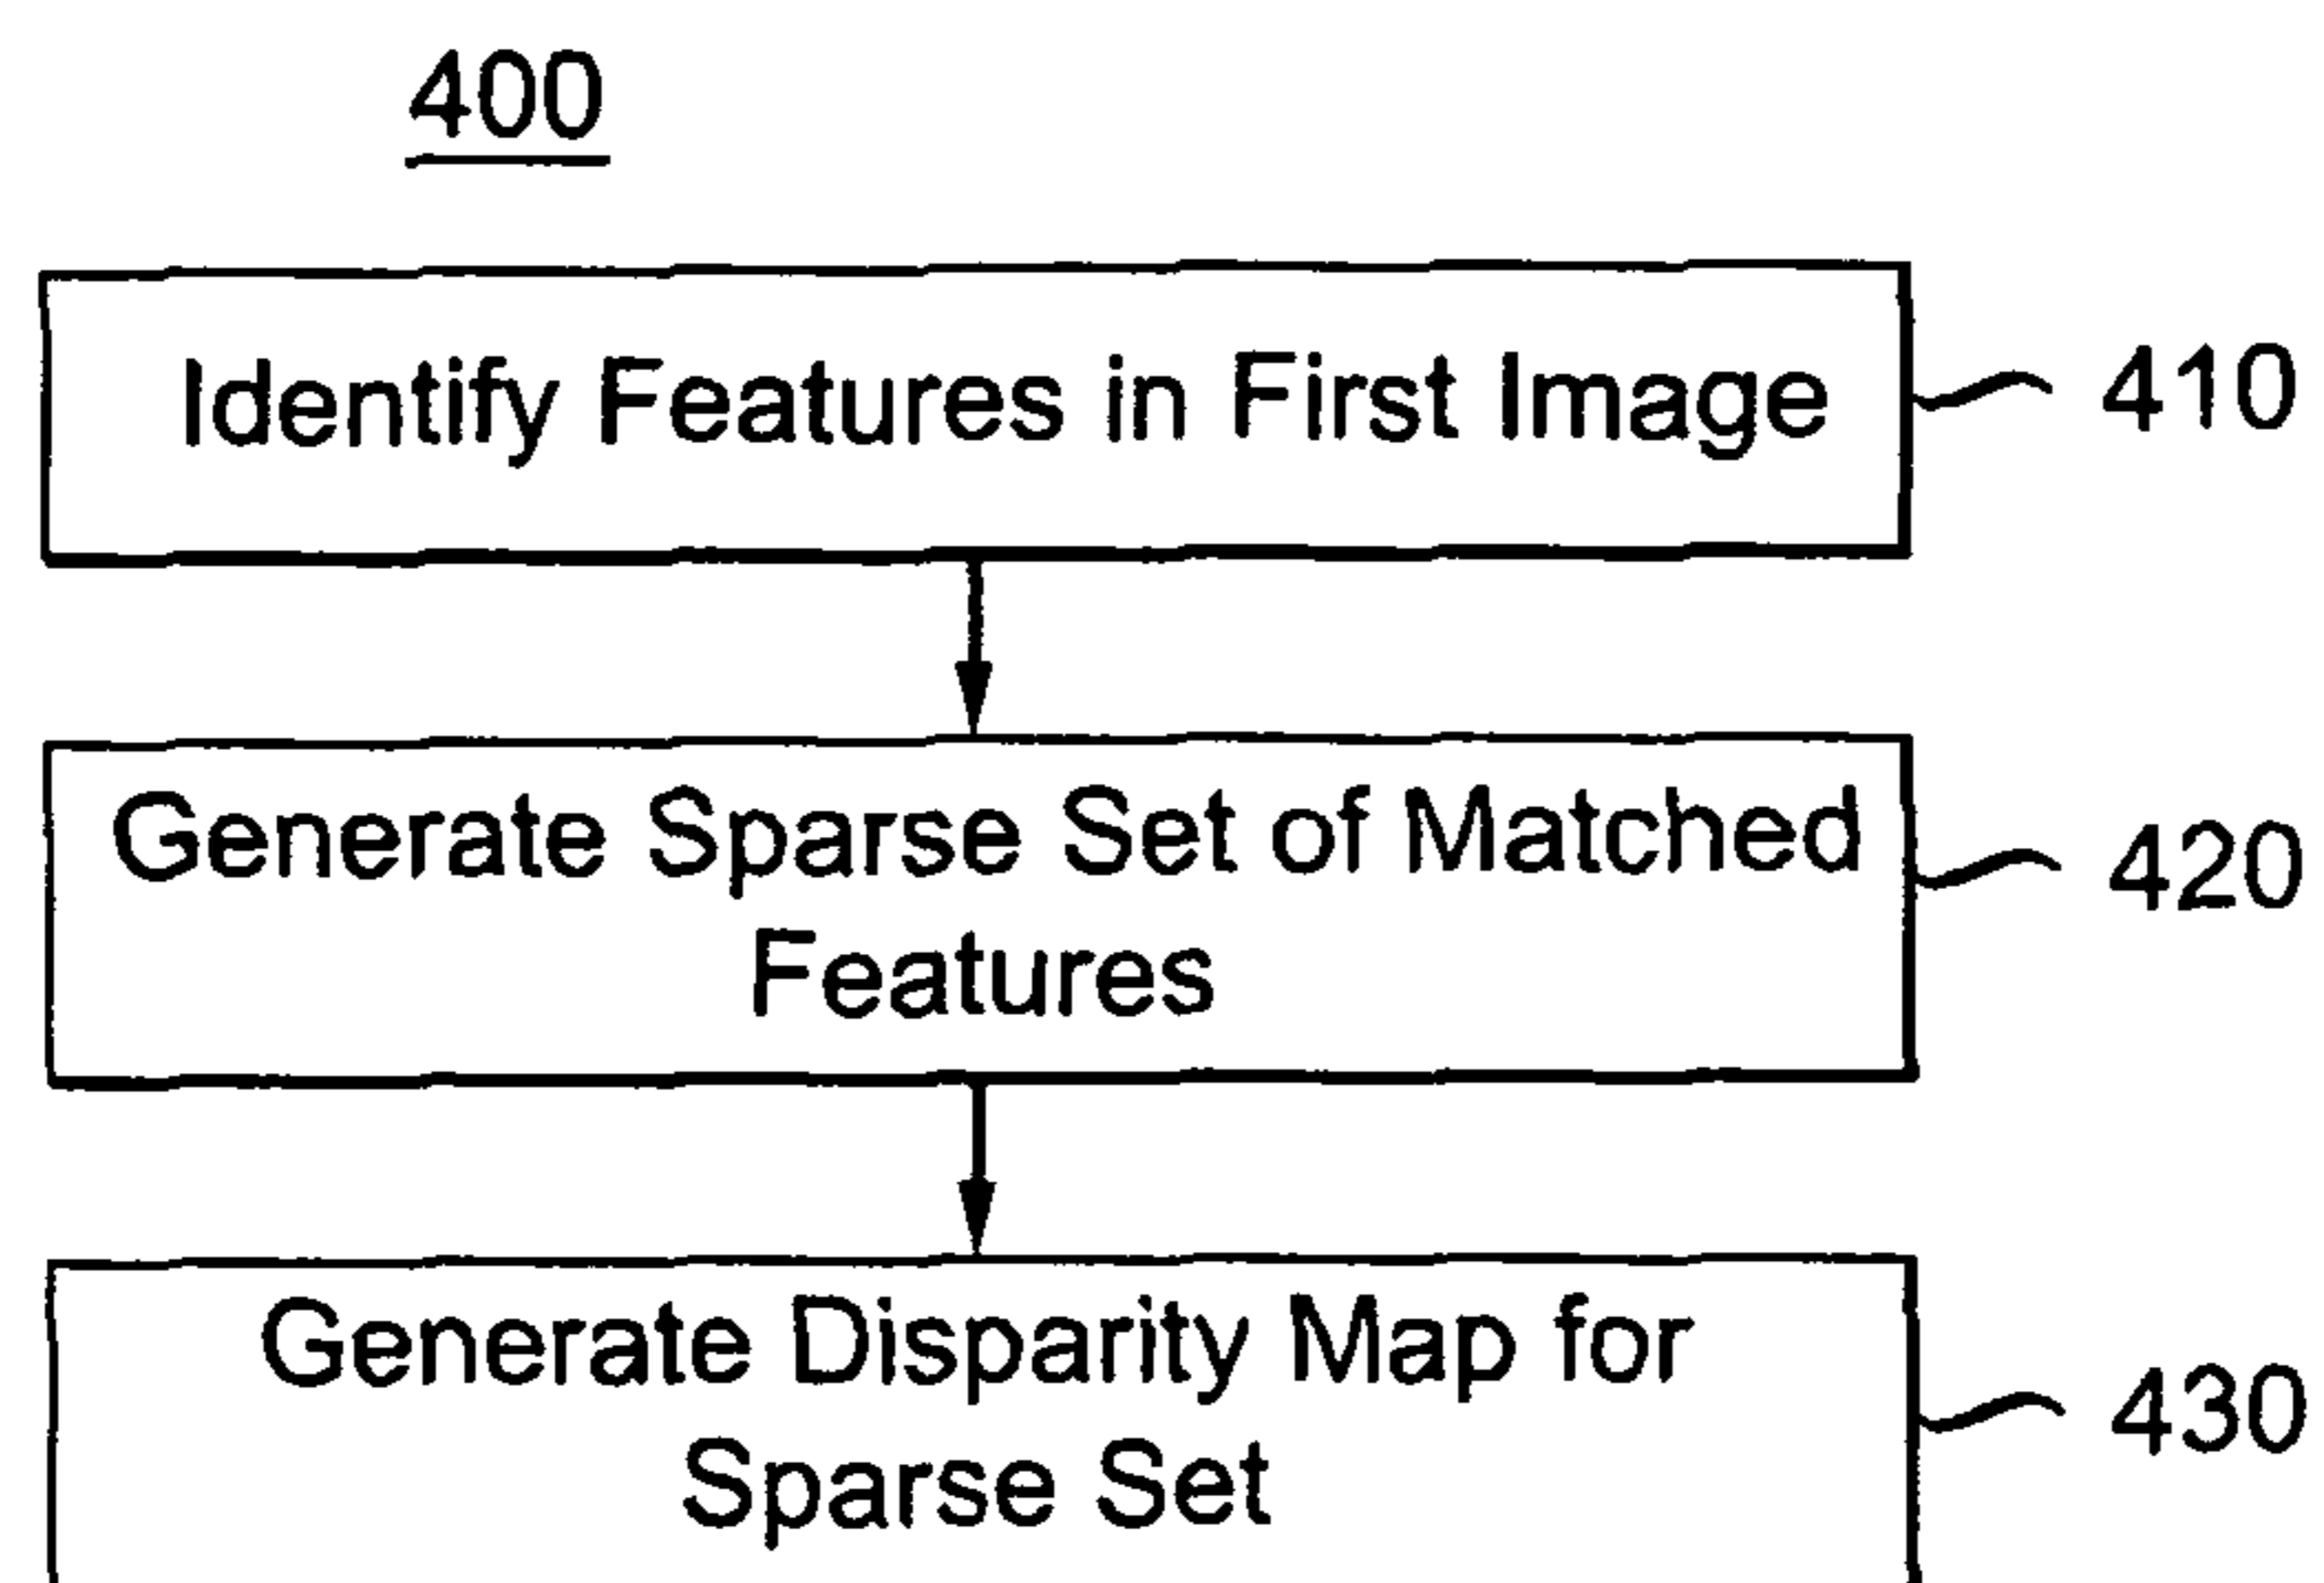 400
Identify Features in First Image
410
Generate Sparse Set of Matched
Features
420
Generate Disparity Map for
Sparse Set
430